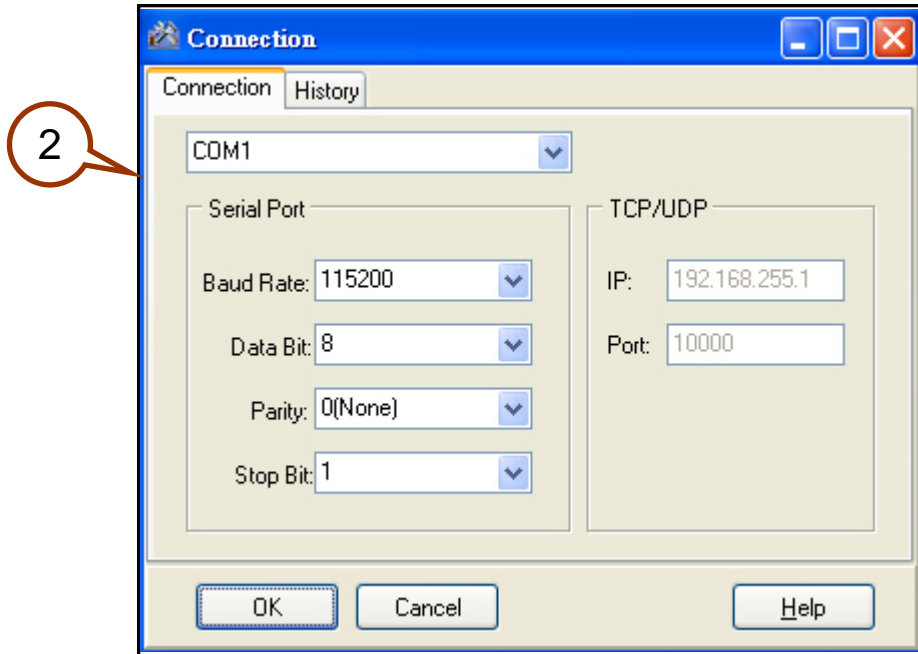 Connection
Connection History
2
COM1
Serial Port TCP/UDP
Baud Rate: 115200 IP: 192.168.255.1
Data Bit: 8 Port: 10000
Parity: 0(None)
Stop Bit: 1
OK Cancel Help